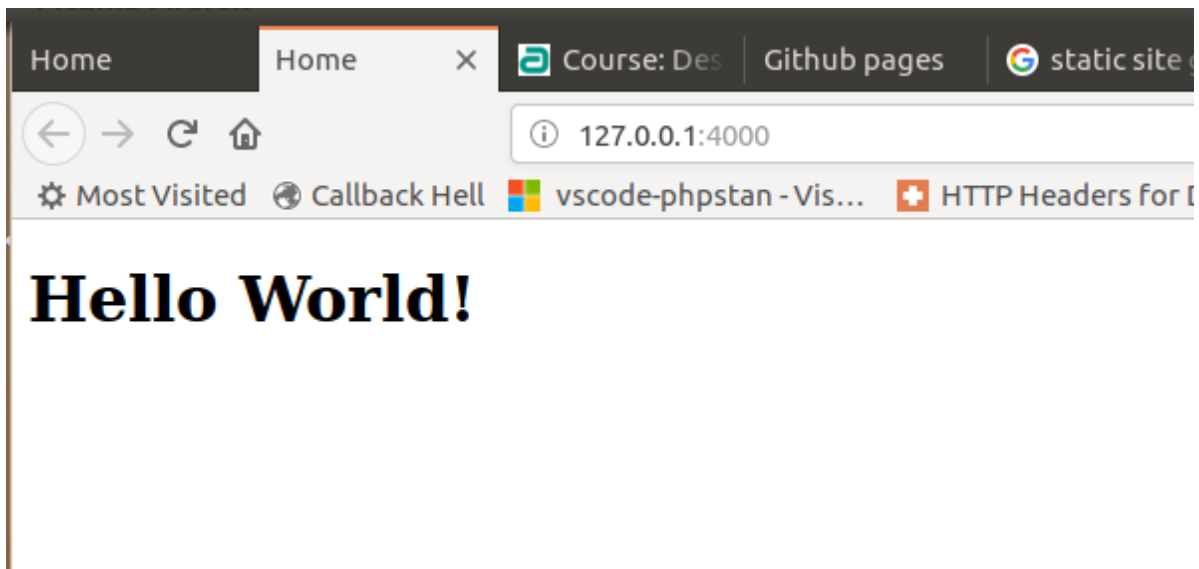 Home Home Course: Des Github pages static site
127.0.0.1:4000
Most Visited Callback Hell vscode-phpstan - Vis... HTTP Headers for
Hello World!